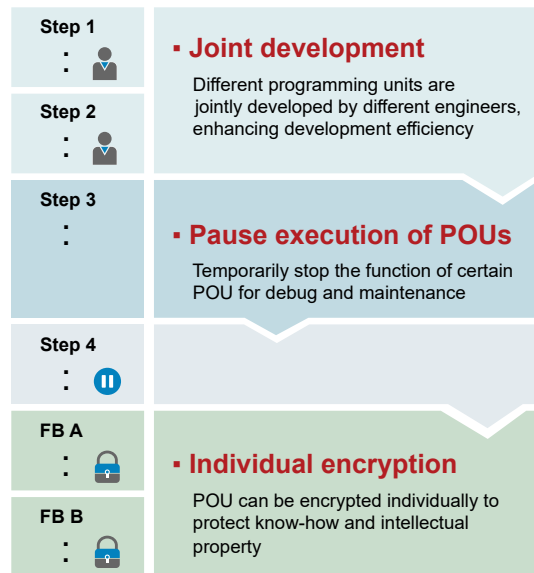 Step 1
:
▪ Joint development
Different programming units are
jointly developed by different engineers,
enhancing development efficiency
Step 2
:
Step 3
:
▪ Pause execution of POUs
Temporarily stop the function of certain
POU for debug and maintenance
Step 4
:
FB A
:
▪ Individual encryption
POU can be encrypted individually to
protect know-how and intellectual
property
FB B
: